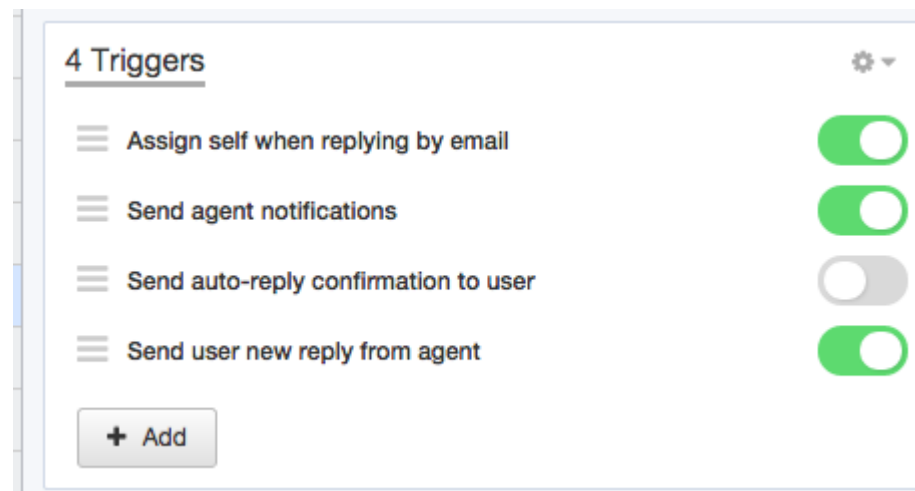 4 Triggers
Assign self when replying by email
Send agent notifications
Send auto-reply confirmation to user
Send user new reply from agent
+ Add